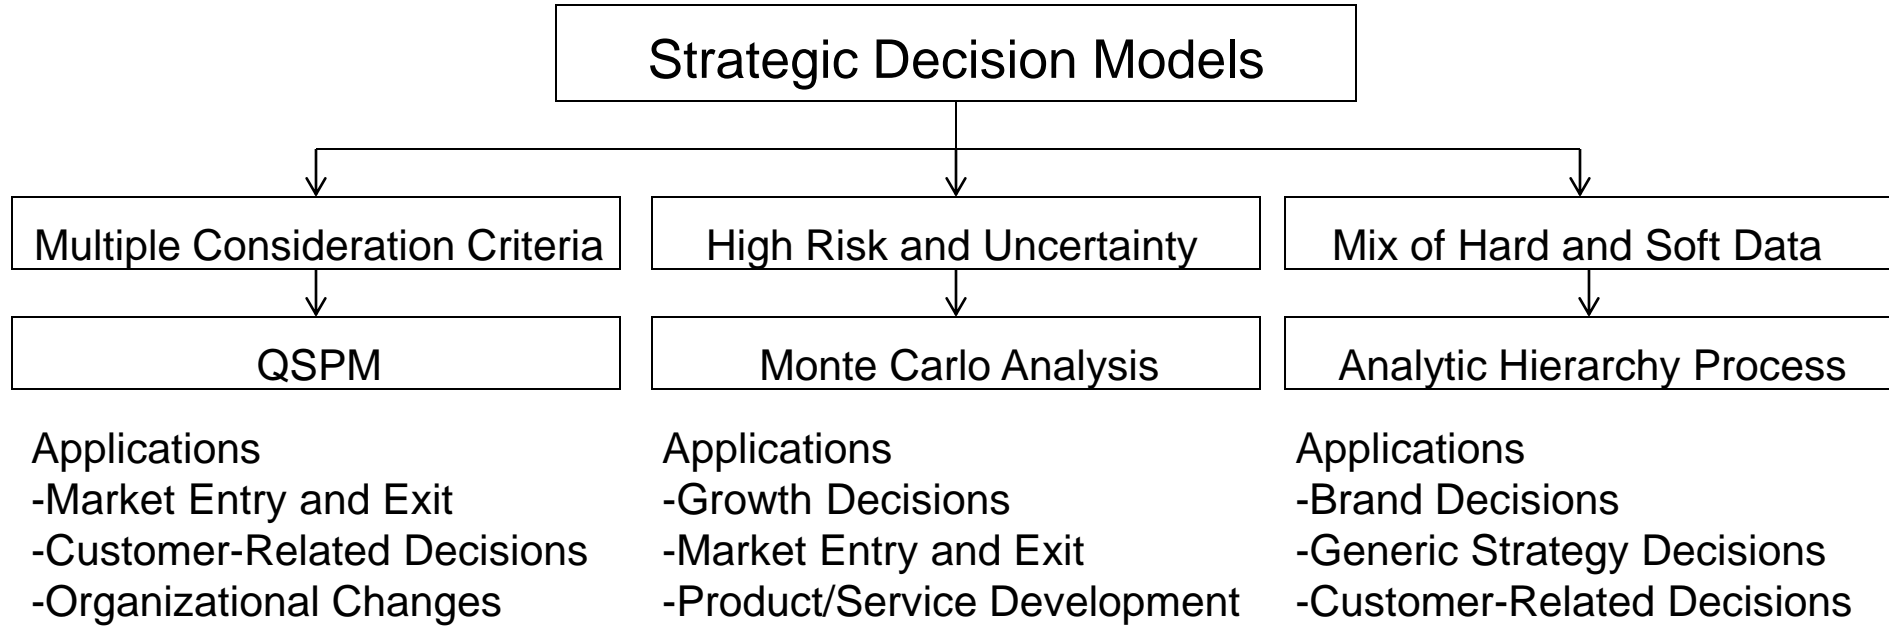 Strategic Decision Models
Multiple Consideration Criteria
High Risk and Uncertainty
Mix of Hard and Soft Data
QSPM
Monte Carlo Analysis
Analytic Hierarchy Process
Applications
-Market Entry and Exit
-Customer-Related Decisions
-Organizational Changes
Applications
-Growth Decisions
-Market Entry and Exit
-Product/Service Development
Applications
-Brand Decisions
-Generic Strategy Decisions
-Customer-Related Decisions